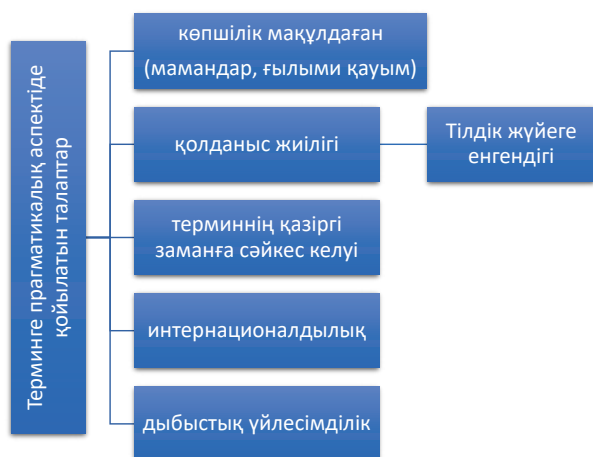 Терминге прагматикалық аспектіде
қойылатын талаптар
көпшілік мақұлдаған
(мамандар, ғылыми қауым)
қолданыс жиілігі
Тілдік жүйеге
енгендігі
терминнің қазіргі
заманға сәйкес келуі
интернационалдылық
дыбыстық үйлесімділік